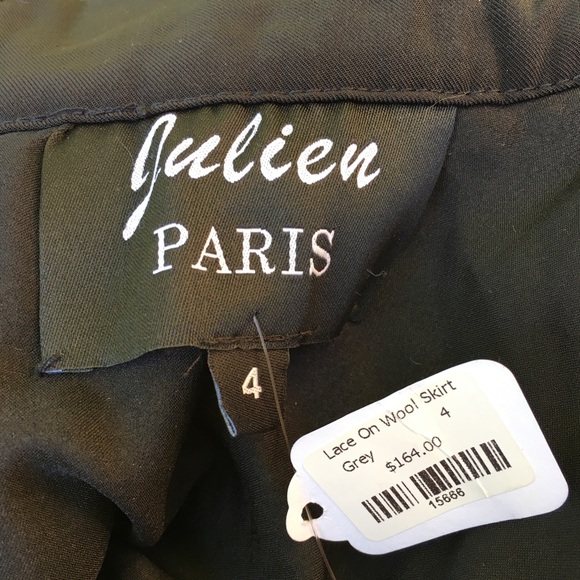 Julien
PARIS
4
Lace On Wool Skirt
4
Grey
$164.00
15666